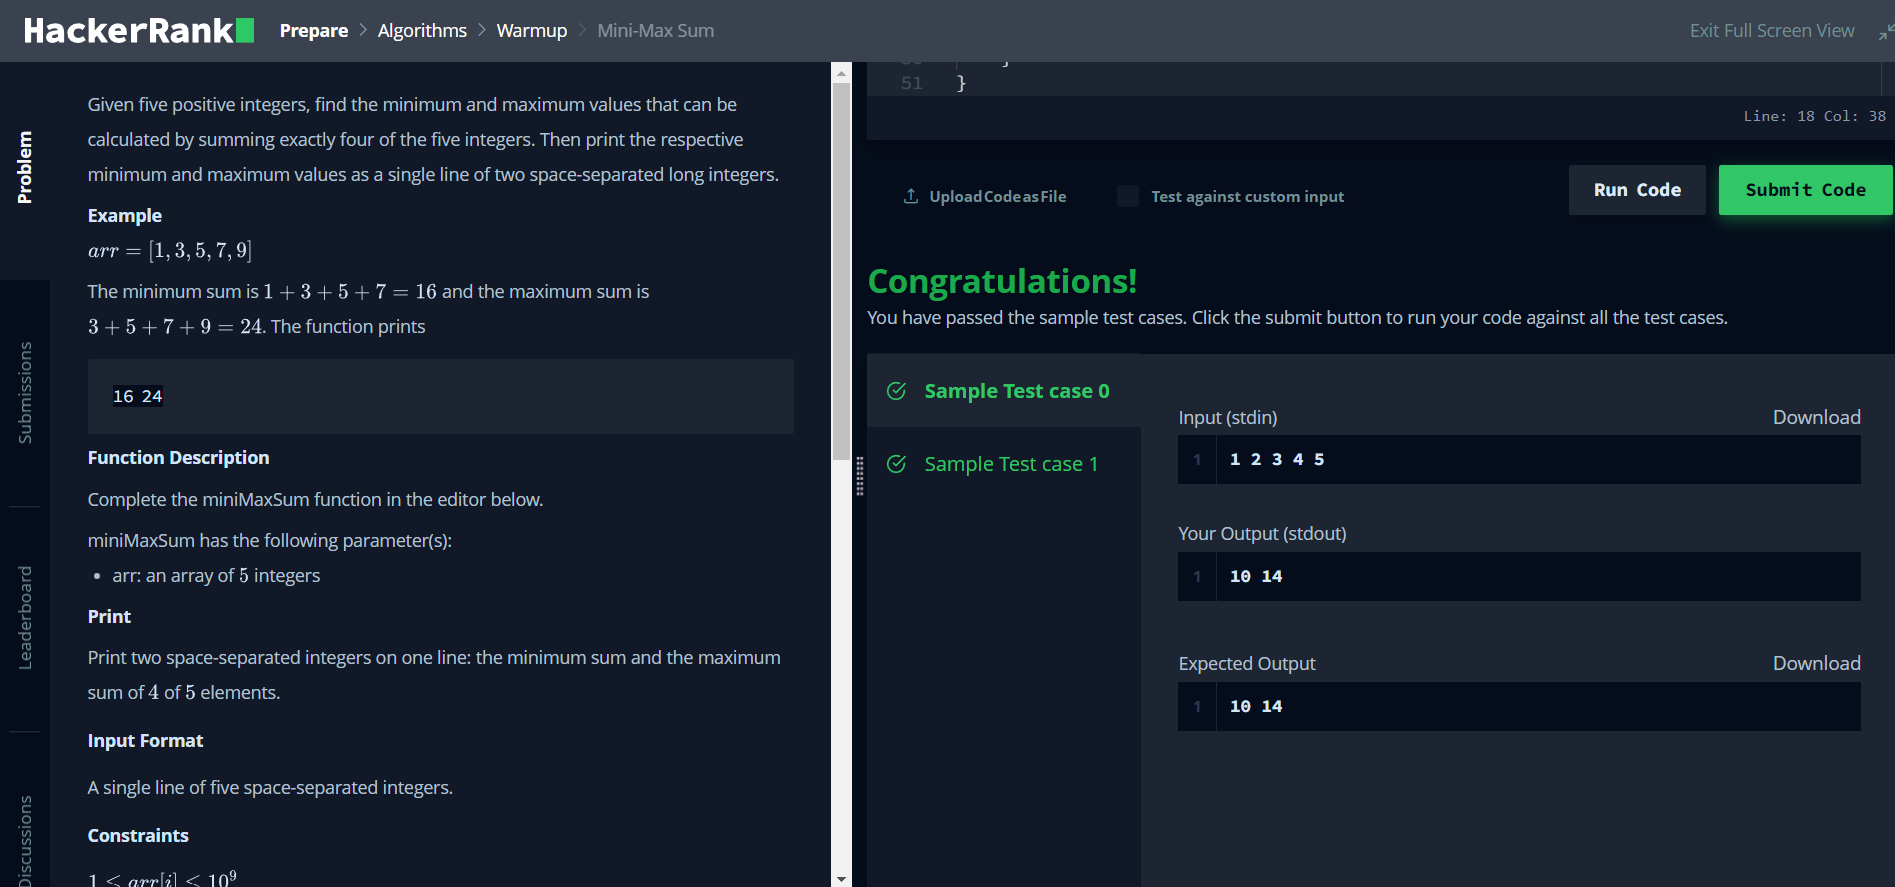 HackerRank
Prepare > Algorithms > Warmup > Mini-Max Sum
Exit Full Screen View
Problem
Submissions
Leaderboard
Discussions
Given five positive integers, find the minimum and maximum values that can be
calculated by summing exactly four of the five integers. Then print the respective
minimum and maximum values as a single line of two space-separated long integers.
Example
arr = [1, 3, 5, 7, 9]
The minimum sum is 1 + 3 + 5 + 7 = 16 and the maximum sum is
3 + 5 + 7 + 9 = 24. The function prints
16 24
Function Description
Complete the miniMaxSum function in the editor below.
miniMaxSum has the following parameter(s):
• arr: an array of 5 integers
Print
Print two space-separated integers on one line: the minimum sum and the maximum
sum of 4 of 5 elements.
Input Format
A single line of five space-separated integers.
Constraints
1 ≤ arr[i] ≤ 10⁹
51 }
Line: 18 Col: 38
Upload Code as File
Test against custom input
Run Code
Submit Code
Congratulations!
You have passed the sample test cases. Click the submit button to run your code against all the test cases.
Sample Test case 0
Sample Test case 1
Input (stdin)
Download
1 1 2 3 4 5
Your Output (stdout)
1 10 14
Expected Output
Download
1 10 14